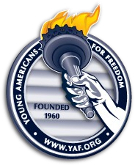 YOUNG AMERICANS
FOR FREEDOM
FOUNDED
1960
• WWW.YAF.ORG •